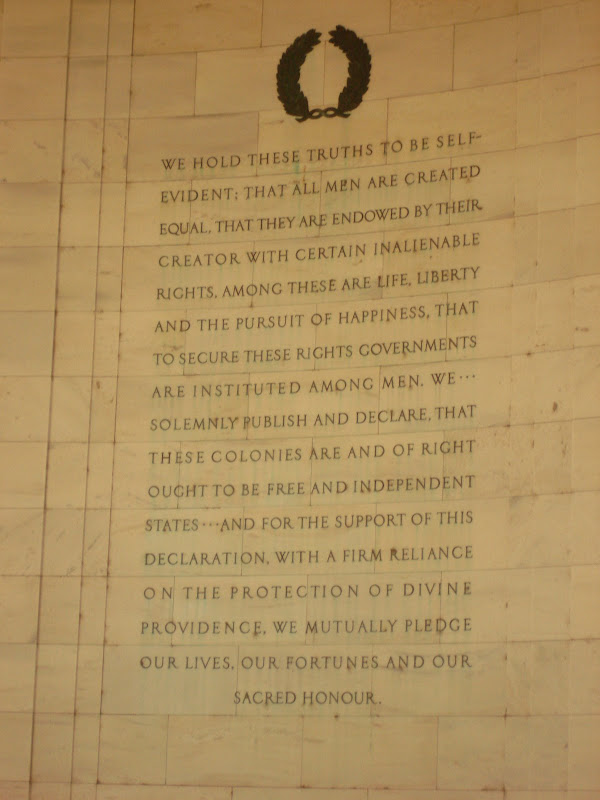 WE HOLD THESE TRUTHS TO BE SELF-
EVIDENT; THAT ALL MEN ARE CREATED
EQUAL, THAT THEY ARE ENDOWED BY THEIR
CREATOR WITH CERTAIN INALIENABLE
RIGHTS, AMONG THESE ARE LIFE, LIBERTY
AND THE PURSUIT OF HAPPINESS, THAT
TO SECURE THESE RIGHTS GOVERNMENTS
ARE INSTITUTED AMONG MEN. WE···
SOLEMNLY PUBLISH AND DECLARE, THAT
THESE COLONIES ARE AND OF RIGHT
OUGHT TO BE FREE AND INDEPENDENT
STATES···AND FOR THE SUPPORT OF THIS
DECLARATION, WITH A FIRM RELIANCE
ON THE PROTECTION OF DIVINE
PROVIDENCE, WE MUTUALLY PLEDGE
OUR LIVES, OUR FORTUNES AND OUR
SACRED HONOUR.